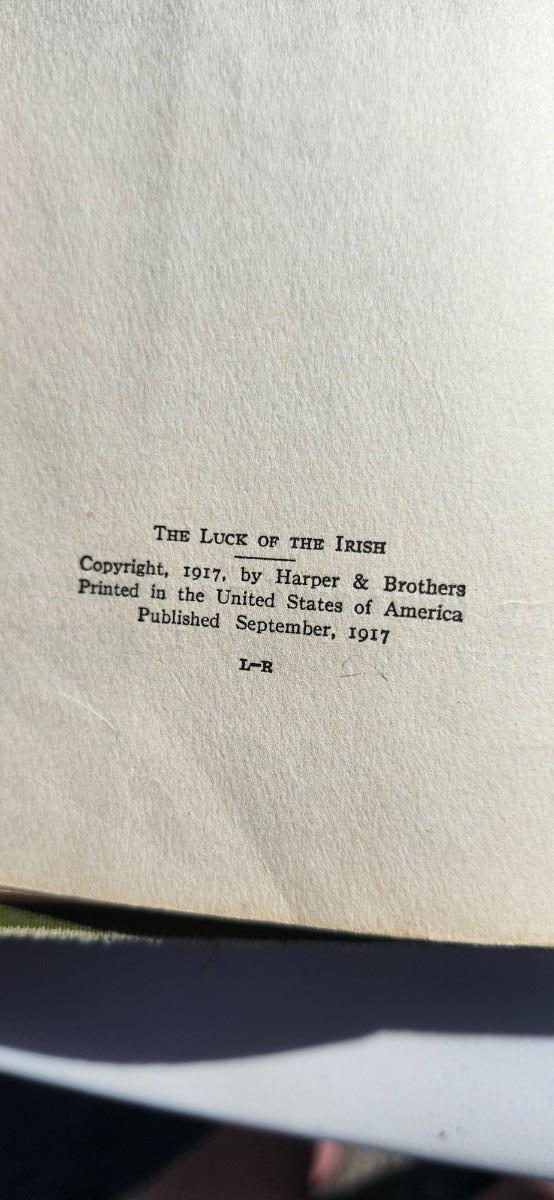 The Luck of the Irish
Copyright, 1917, by Harper & Brothers
Printed in the United States of America
Published September, 1917
L-R